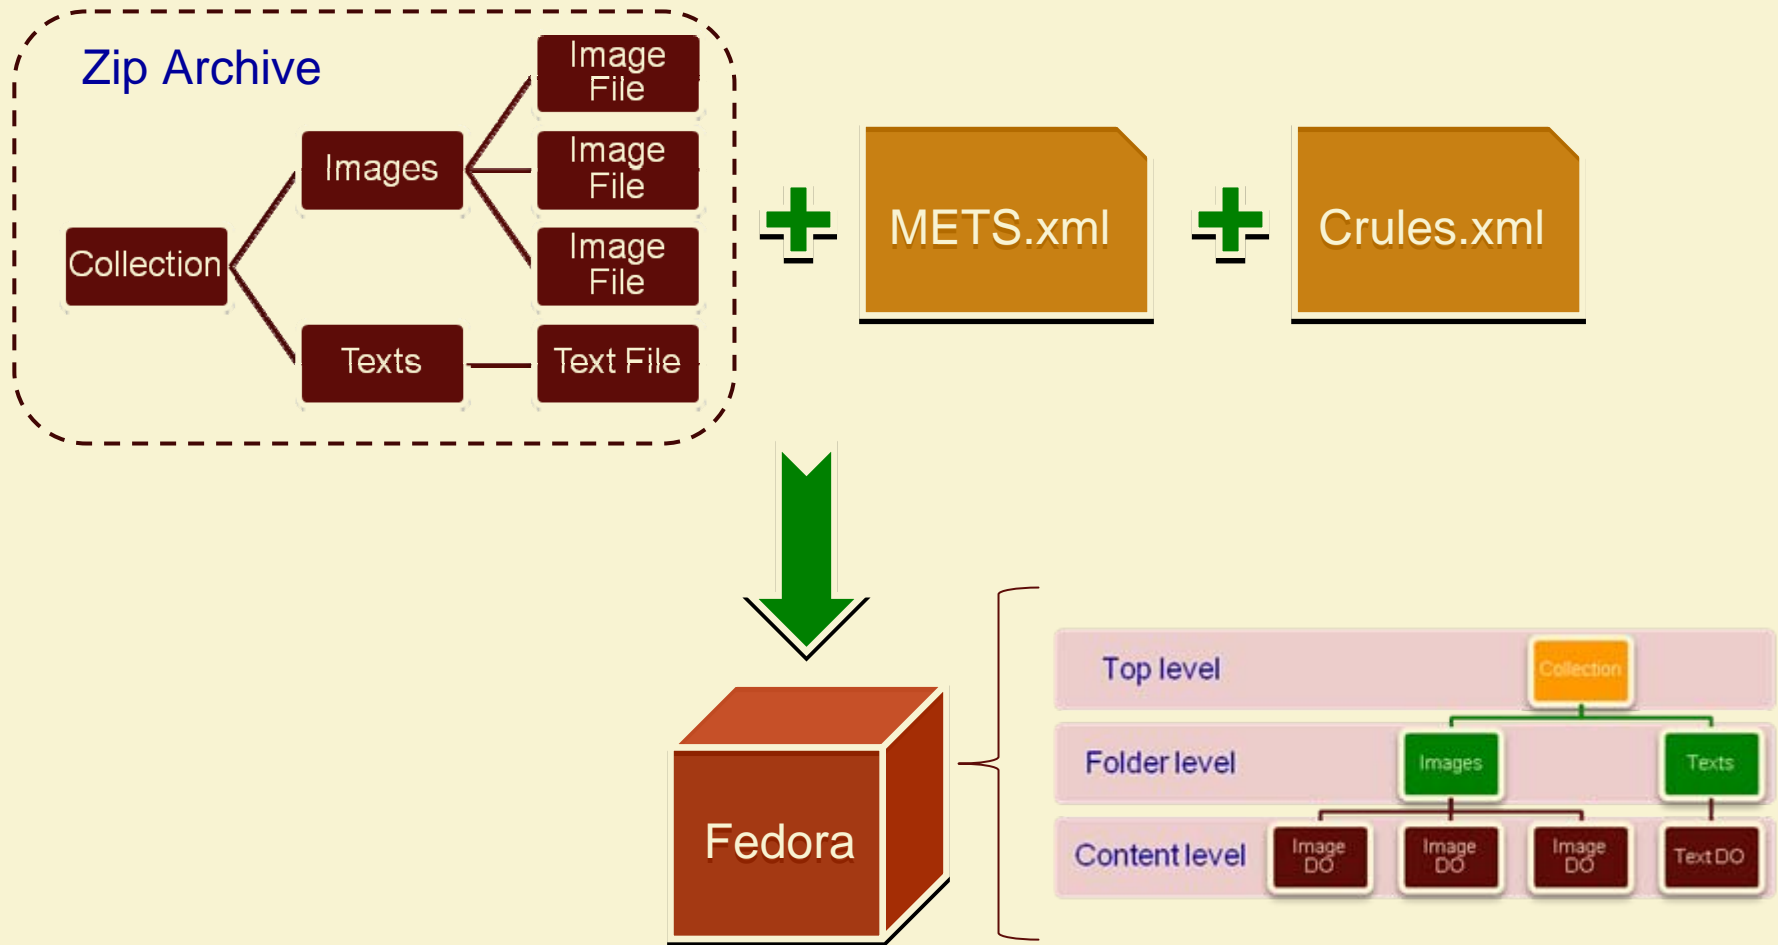 Zip Archive
Collection
Images
Texts
Image
File
Image
File
Image
File
Text File
METS.xml
Crules.xml
Fedora
Top level
Collection
Folder level
Images
Texts
Content level
Image
DO
Image
DO
Image
DO
Text DO